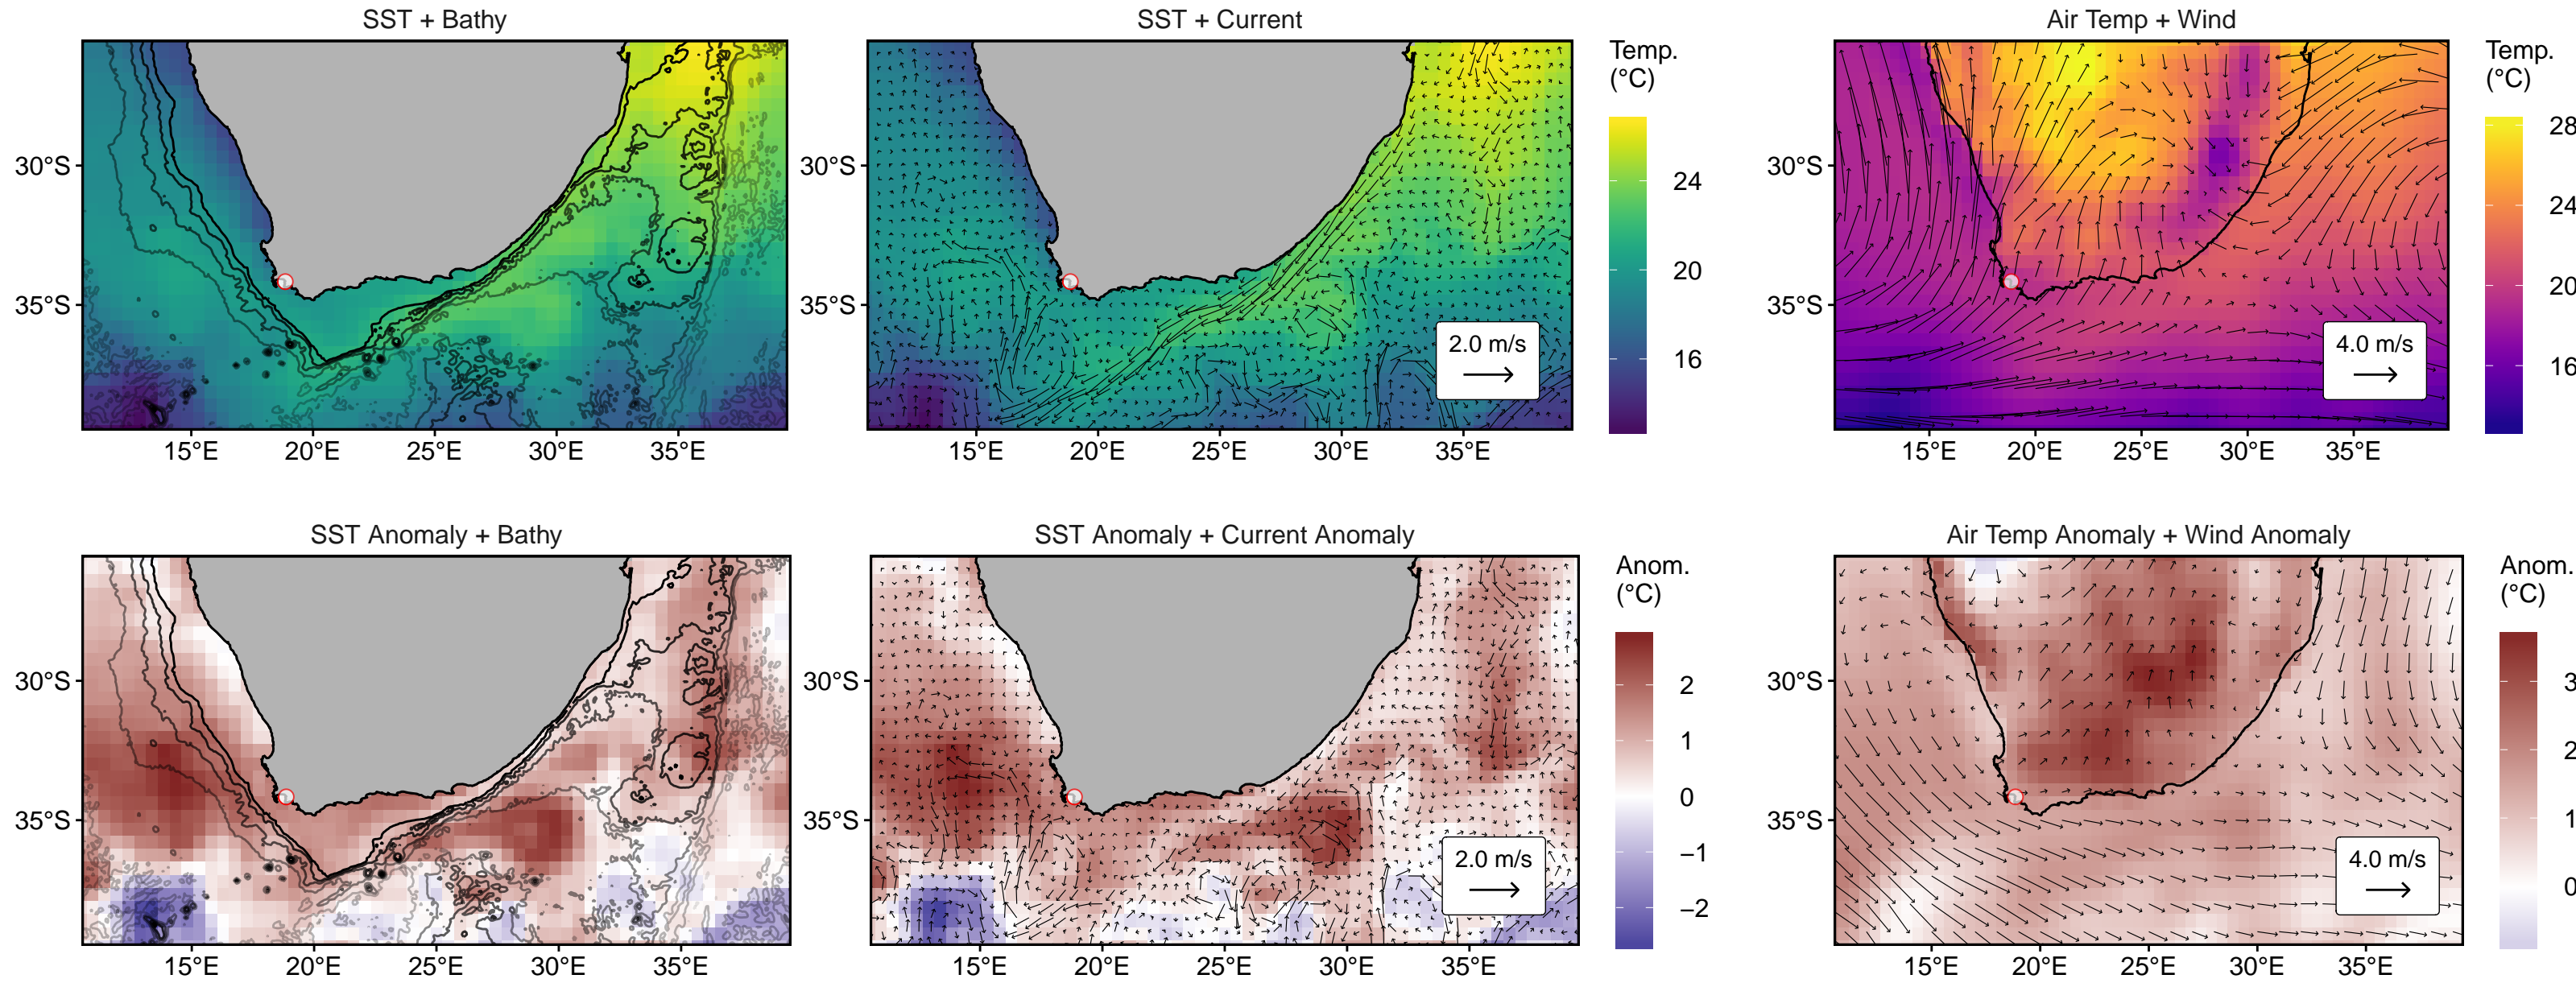 SST + Bathy
SST + Current
Air Temp + Wind
Temp.
(°C)
24
20
16
Temp.
(°C)
28
24
20
16
30°S
35°S
15°E 20°E 25°E 30°E 35°E
30°S
35°S
2.0 m/s
15°E 20°E 25°E 30°E 35°E
30°S
35°S
4.0 m/s
15°E 20°E 25°E 30°E 35°E
SST Anomaly + Bathy
SST Anomaly + Current Anomaly
Air Temp Anomaly + Wind Anomaly
Anom.
(°C)
2
1
0
−1
−2
Anom.
(°C)
3
2
1
0
30°S
35°S
15°E 20°E 25°E 30°E 35°E
30°S
35°S
2.0 m/s
15°E 20°E 25°E 30°E 35°E
30°S
35°S
4.0 m/s
15°E 20°E 25°E 30°E 35°E